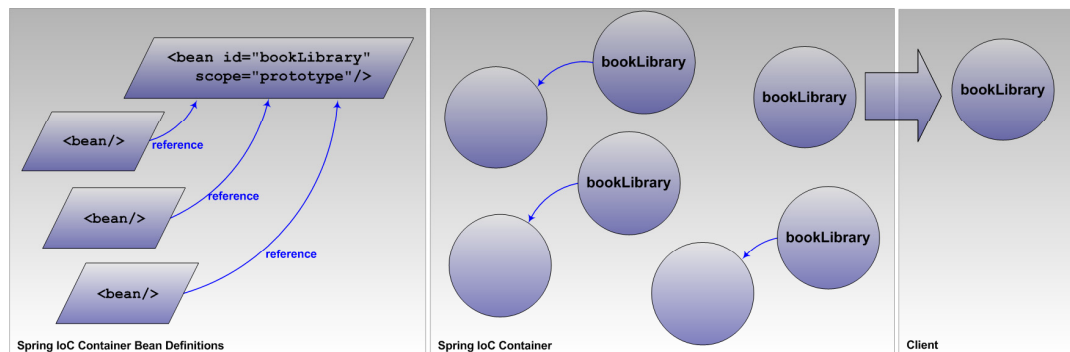 <bean id="bookLibrary"
scope="prototype"/>
<bean/>
reference
<bean/>
reference
<bean/>
reference
Spring IoC Container Bean Definitions
bookLibrary
bookLibrary
bookLibrary
bookLibrary
Spring IoC Container
bookLibrary
Client